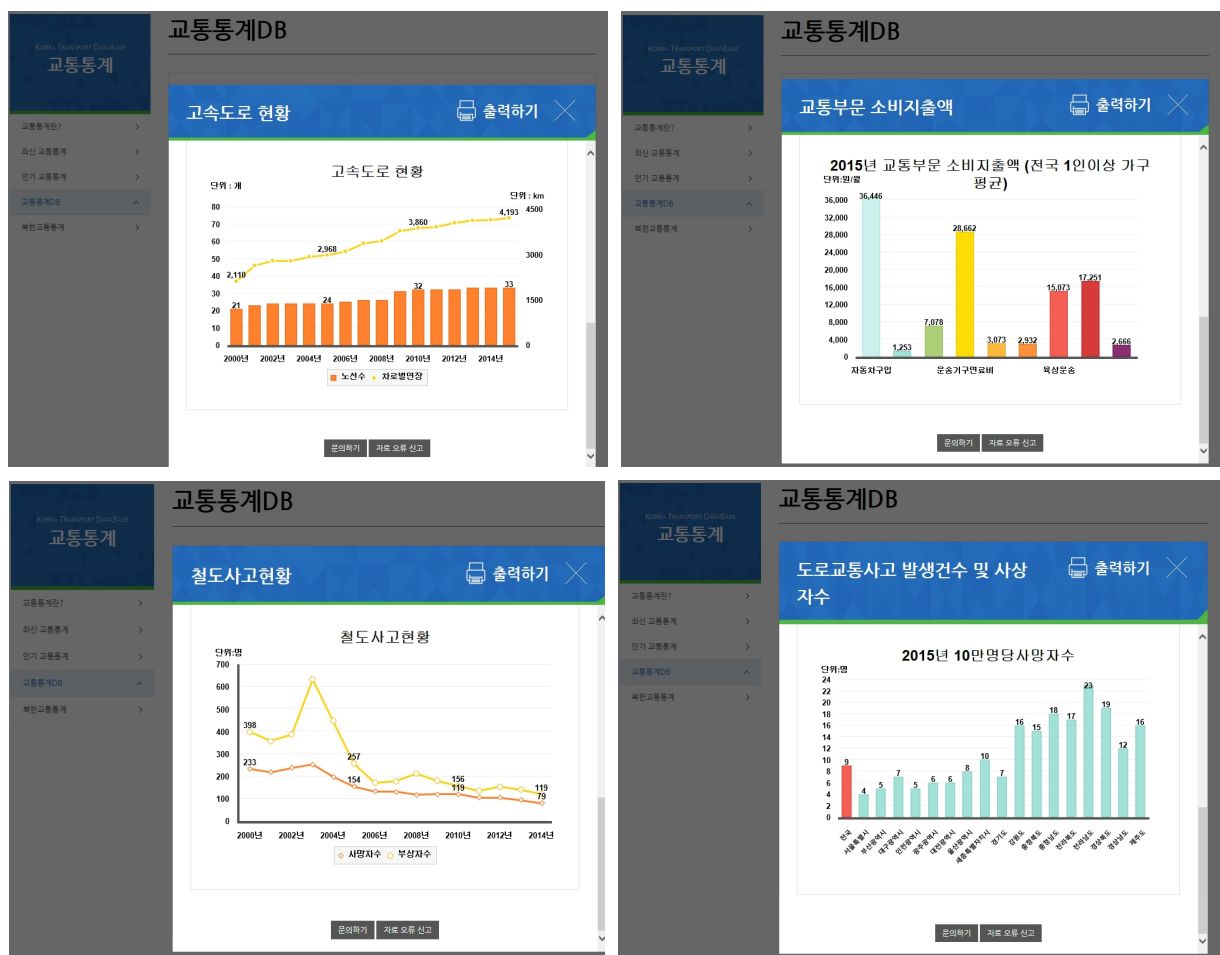 교통통계DB
KOREA TRANSPORT DATABASE
교통통계
교통통계란?
최신 교통통계
인기 교통통계
교통통계DB
북한교통통계
고속도로 현황
출력하기
고속도로 현황
단위 : 개
단위 : km
80
70
60
50
40
30
20
10
0
4500
3000
1500
0
2,110
2,968
3,860
4,193
21
24
32
33
2000년 2002년 2004년 2006년 2008년 2010년 2012년 2014년
노선수 차로별연장
문의하기 자료 오류 신고
교통통계DB
KOREA TRANSPORT DATABASE
교통통계
교통통계란?
최신 교통통계
인기 교통통계
교통통계DB
북한교통통계
교통부문 소비지출액
출력하기
2015년 교통부문 소비지출액 (전국 1인이상 가구
평균)
단위:원/월
36,000
32,000
28,000
24,000
20,000
16,000
12,000
8,000
4,000
0
36,446
1,253
7,078
28,662
3,073
2,932
15,073
17,251
2,666
자동차구입 운송기구연료비 육상운송
문의하기 자료 오류 신고
교통통계DB
KOREA TRANSPORT DATABASE
교통통계
교통통계란?
최신 교통통계
인기 교통통계
교통통계DB
북한교통통계
철도사고현황
출력하기
철도사고현황
단위:명
700
600
500
400
300
200
100
0
398
233
257
154
156
119
119
79
2000년 2002년 2004년 2006년 2008년 2010년 2012년 2014년
사망자수 부상자수
문의하기 자료 오류 신고
교통통계DB
KOREA TRANSPORT DATABASE
교통통계
교통통계란?
최신 교통통계
인기 교통통계
교통통계DB
북한교통통계
도로교통사고 발생건수 및 사상
자수
출력하기
2015년 10만명당사망자수
단위:명
24
22
20
18
16
14
12
10
8
6
4
2
0
9 4 5 7 5 6 6 8 10 7 16 15 18 17 23 19 12 16
전국 서울특별시 부산광역시 대구광역시 인천광역시 광주광역시 대전광역시 울산광역시 세종특별자치시 경기도 강원도 충청북도 충청남도 전라북도 전라남도 경상북도 경상남도 제주도
문의하기 자료 오류 신고